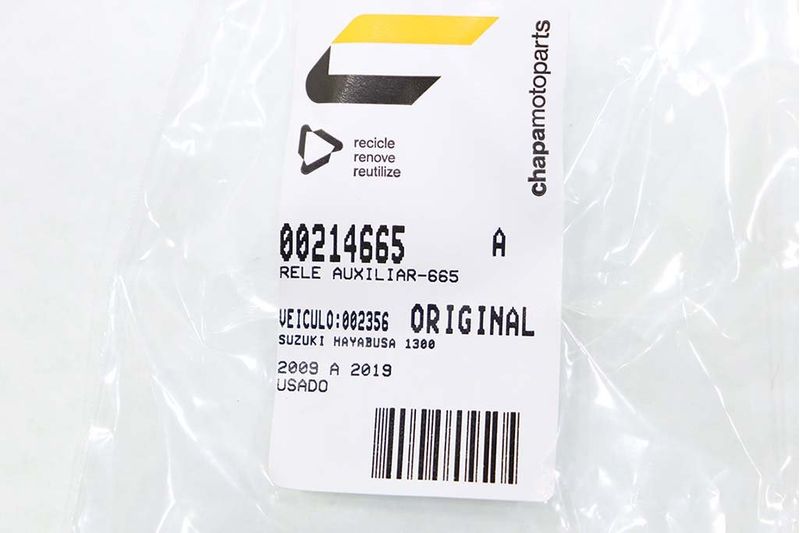 chapamotoparts
recicle
renove
reutilize
00214665 A
RELE AUXILIAR-665
VEICULO:002356 ORIGINAL
SUZUKI HAYABUSA 1300
2009 A 2019
USADO